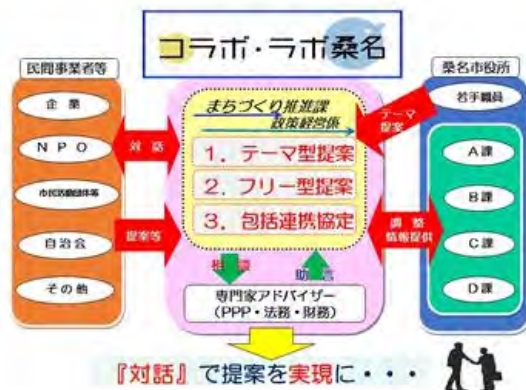 コラボ・ラボ桑名
民間事業者等
企業
NPO
市民活動団体等
自治会
その他
対話
提案等
まちづくり推進課
政策経営係
1. テーマ型提案
2. フリー型提案
3. 包括連携協定
相談
助言
専門家アドバイザー
(PPP・法務・財務)
桑名市役所
若手職員
テーマ
提案
A課
B課
C課
D課
調整
情報提供
『対話』で提案を実現に・・・